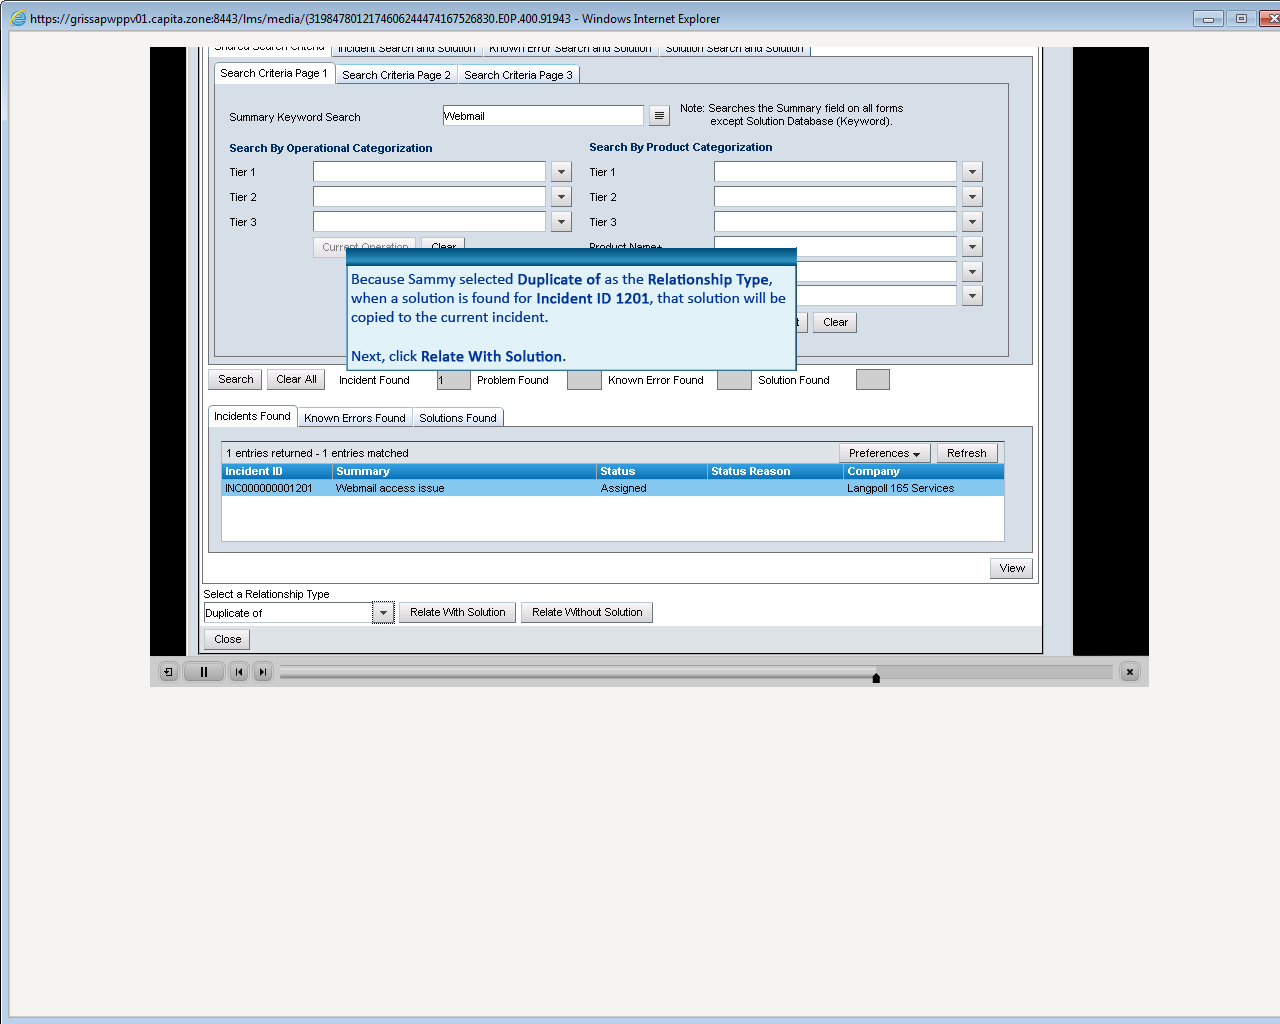 https://grissapwppv01.capita.zone:8443/lms/media/(3198478012174606244474167526830.E0P.400.91943 - Windows Internet Explorer
Shared Search Criteria Incident Search and Solution Known Error Search and Solution Solution Search and Solution
Search Criteria Page 1 Search Criteria Page 2 Search Criteria Page 3
Summary Keyword Search Webmail
Note: Searches the Summary field on all forms
except Solution Database (Keyword).
Search By Operational Categorization Search By Product Categorization
Tier 1 Tier 1
Tier 2 Tier 2
Tier 3 Tier 3
Current Operation Clear Product Name+
Because Sammy selected Duplicate of as the Relationship Type,
when a solution is found for Incident ID 1201, that solution will be
copied to the current incident.
Next, click Relate With Solution.
Clear
Search Clear All Incident Found 1 Problem Found Known Error Found Solution Found
Incidents Found Known Errors Found Solutions Found
1 entries returned - 1 entries matched Preferences Refresh
Incident ID Summary Status Status Reason Company
INC000000001201 Webmail access issue Assigned Langpoll 165 Services
View
Select a Relationship Type
Duplicate of Relate With Solution Relate Without Solution
Close